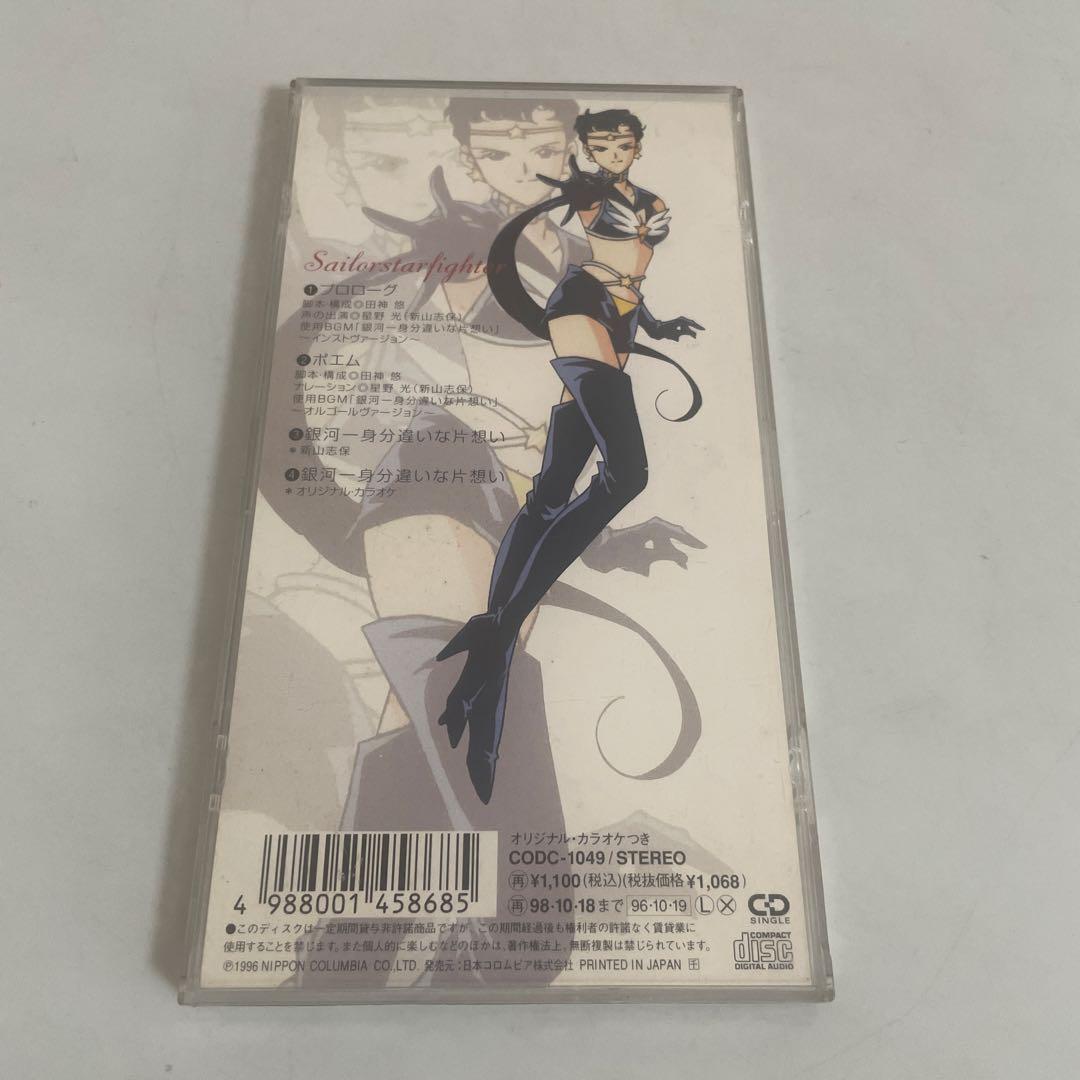 Sailorstarfighter
❶プロローグ
脚本・構成◎田神 悠
声の出演◎星野 光(新山志保)
使用BGM「銀河一身分違いな片想い」
〜インストヴァージョン〜
❷ポエム
脚本・構成◎田神 悠
ナレーション◎星野 光(新山志保)
使用BGM「銀河一身分違いな片想い」
〜オルゴールヴァージョン〜
❸銀河一身分違いな片想い
*新山志保
❹銀河一身分違いな片想い
*オリジナル・カラオケ
オリジナル・カラオケつき
CODC-1049/STEREO
再¥1,100(税込)(税抜価格¥1,068)
再98・10・18まで 96・10・19 Ⓛ
CD
SINGLE
4 988001 458685
●このディスクは一定期間貸与非許諾商品ですが、この期間経過後も権利者の許諾なく賃貸業に
使用することを禁じます。また個人的に楽しむなどのほかは、著作権法上、無断複製は禁じられています。
℗1996 NIPPON COLUMBIA CO.,LTD. 発売元:日本コロムビア株式会社 PRINTED IN JAPAN
COMPACT
disc
DIGITAL AUDIO